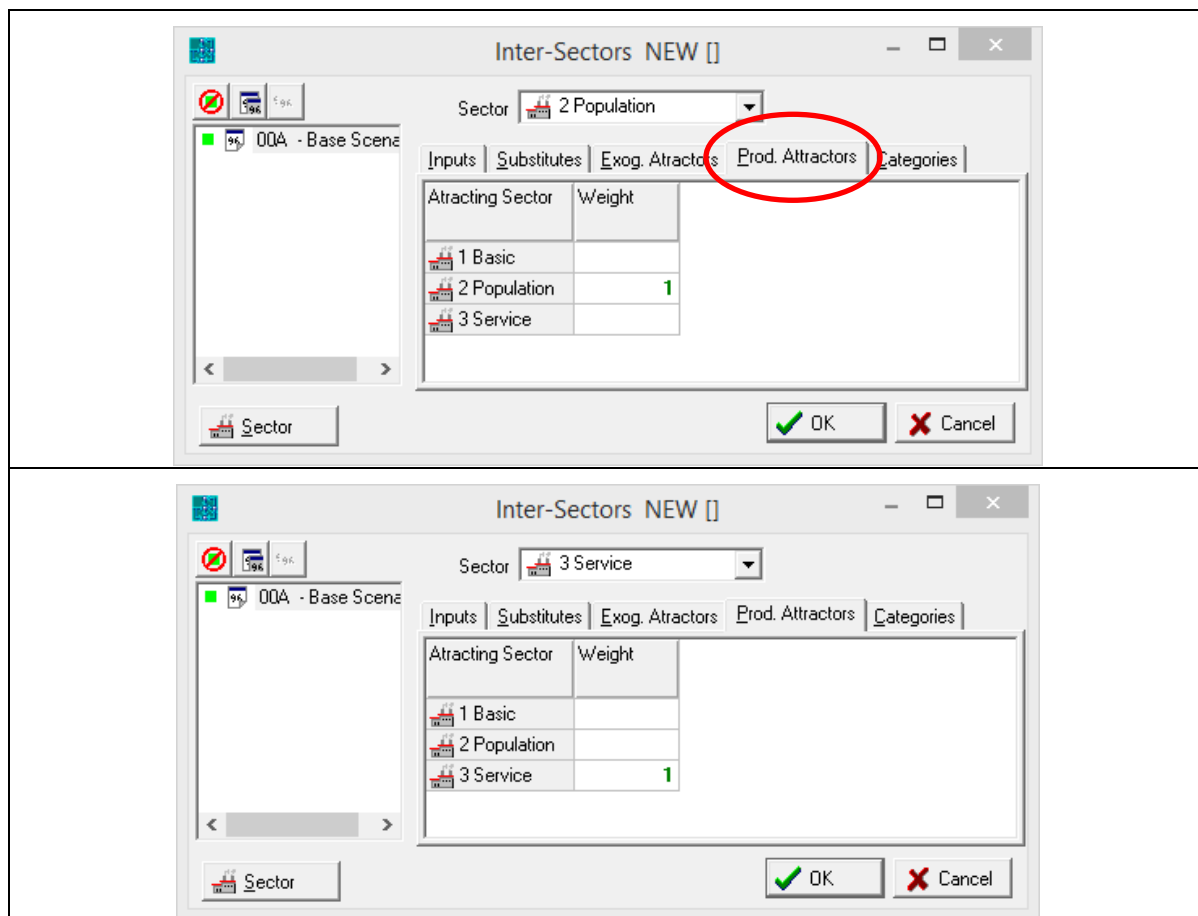 Inter-Sectors NEW []
Sector 2 Population
00A - Base Scena
Inputs Substitutes Exog. Atractors Prod. Attractors Categories
Atracting Sector Weight
1 Basic
2 Population 1
3 Service
Sector OK Cancel
Inter-Sectors NEW []
Sector 3 Service
00A - Base Scena
Inputs Substitutes Exog. Atractors Prod. Attractors Categories
Atracting Sector Weight
1 Basic
2 Population
3 Service 1
Sector OK Cancel